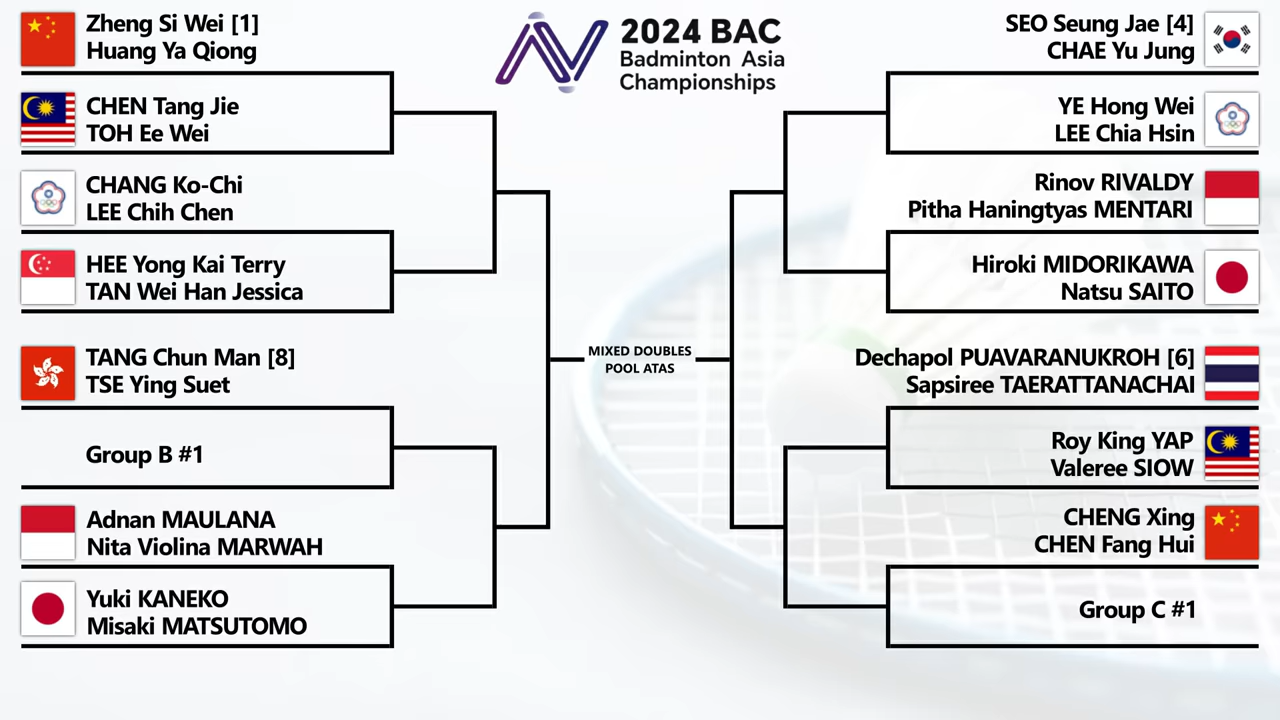 Zheng Si Wei [1]
Huang Ya Qiong
CHEN Tang Jie
TOH Ee Wei
CHANG Ko-Chi
LEE Chih Chen
HEE Yong Kai Terry
TAN Wei Han Jessica
TANG Chun Man [8]
TSE Ying Suet
Group B #1
Adnan MAULANA
Nita Violina MARWAH
Yuki KANEKO
Misaki MATSUTOMO
2024 BAC
Badminton Asia
Championships
MIXED DOUBLES
POOL ATAS
SEO Seung Jae [4]
CHAE Yu Jung
YE Hong Wei
LEE Chia Hsin
Rinov RIVALDY
Pitha Haningtyas MENTARI
Hiroki MIDORIKAWA
Natsu SAITO
Dechapol PUAVARANUKROH [6]
Sapsiree TAERATTANACHAI
Roy King YAP
Valeree SIOW
CHENG Xing
CHEN Fang Hui
Group C #1